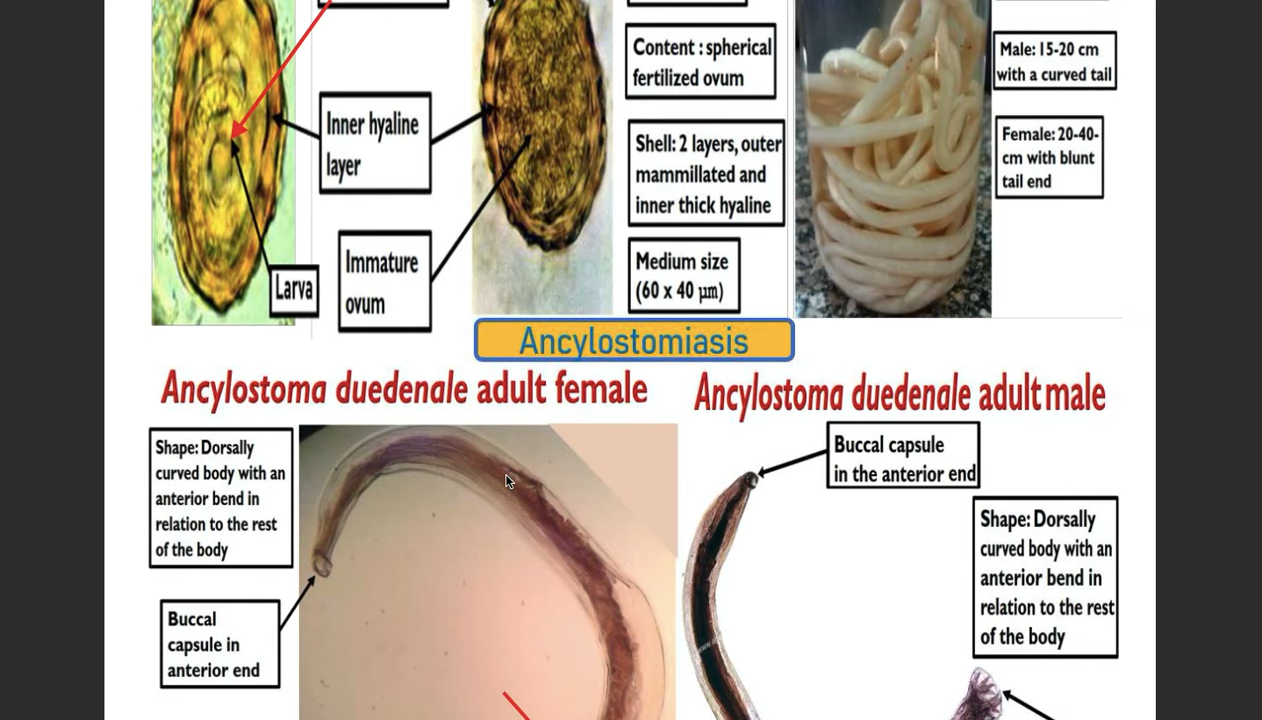 Content : spherical
fertilized ovum
Male: 15-20 cm
with a curved tail
Inner hyaline
layer
Shell: 2 layers, outer
mammillated and
inner thick hyaline
Female: 20-40-
cm with blunt
tail end
Larva
Immature
ovum
Medium size
(60 x 40 µm)
Ancylostomiasis
Ancylostoma duedenale adult female
Ancylostoma duedenale adult male
Shape: Dorsally
curved body with an
anterior bend in
relation to the rest
of the body
Buccal capsule
in the anterior end
Shape: Dorsally
curved body with an
anterior bend in
relation to the rest
of the body
Buccal
capsule in
anterior end